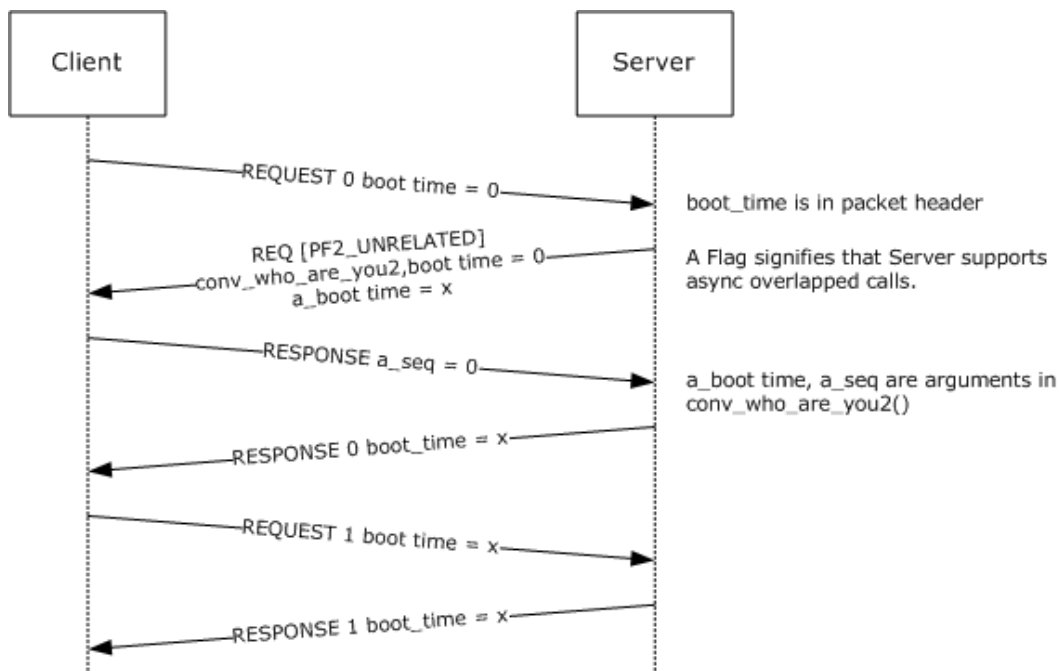 Client
Server
REQUEST 0 boot time = 0
boot_time is in packet header
REQ [PF2_UNRELATED]
conv_who_are_you2,boot time = 0
a_boot time = x
A Flag signifies that Server supports
async overlapped calls.
RESPONSE a_seq = 0
a_boot time, a_seq are arguments in
conv_who_are_you2()
RESPONSE 0 boot_time = x
REQUEST 1 boot time = x
RESPONSE 1 boot_time = x